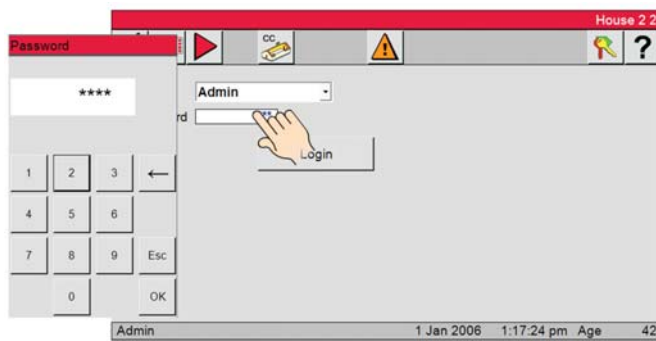 House 2 2
Password
****
CC
?
Admin
rd
**
Login
1 2 3 ←
4 5 6
7 8 9 Esc
0 OK
Admin 1 Jan 2006 1:17:24 pm Age 42